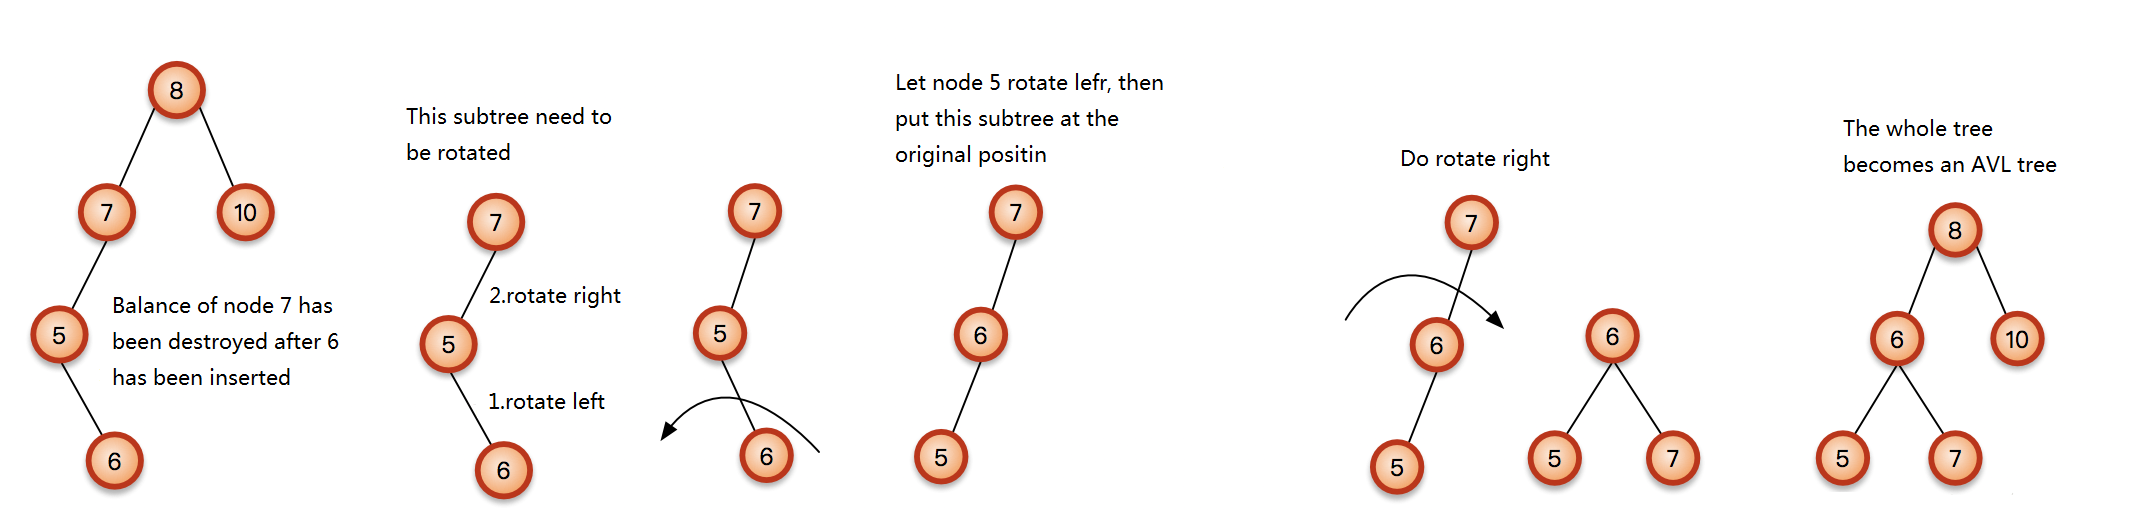 8
7
10
5
6
Balance of node 7 has
been destroyed after 6
has been inserted
This subtree need to
be rotated
7
2.rotate right
5
1.rotate left
6
7
5
6
Let node 5 rotate lefr, then
put this subtree at the
original positin
7
6
5
Do rotate right
7
6
5
6
5
7
The whole tree
becomes an AVL tree
8
6
10
5
7